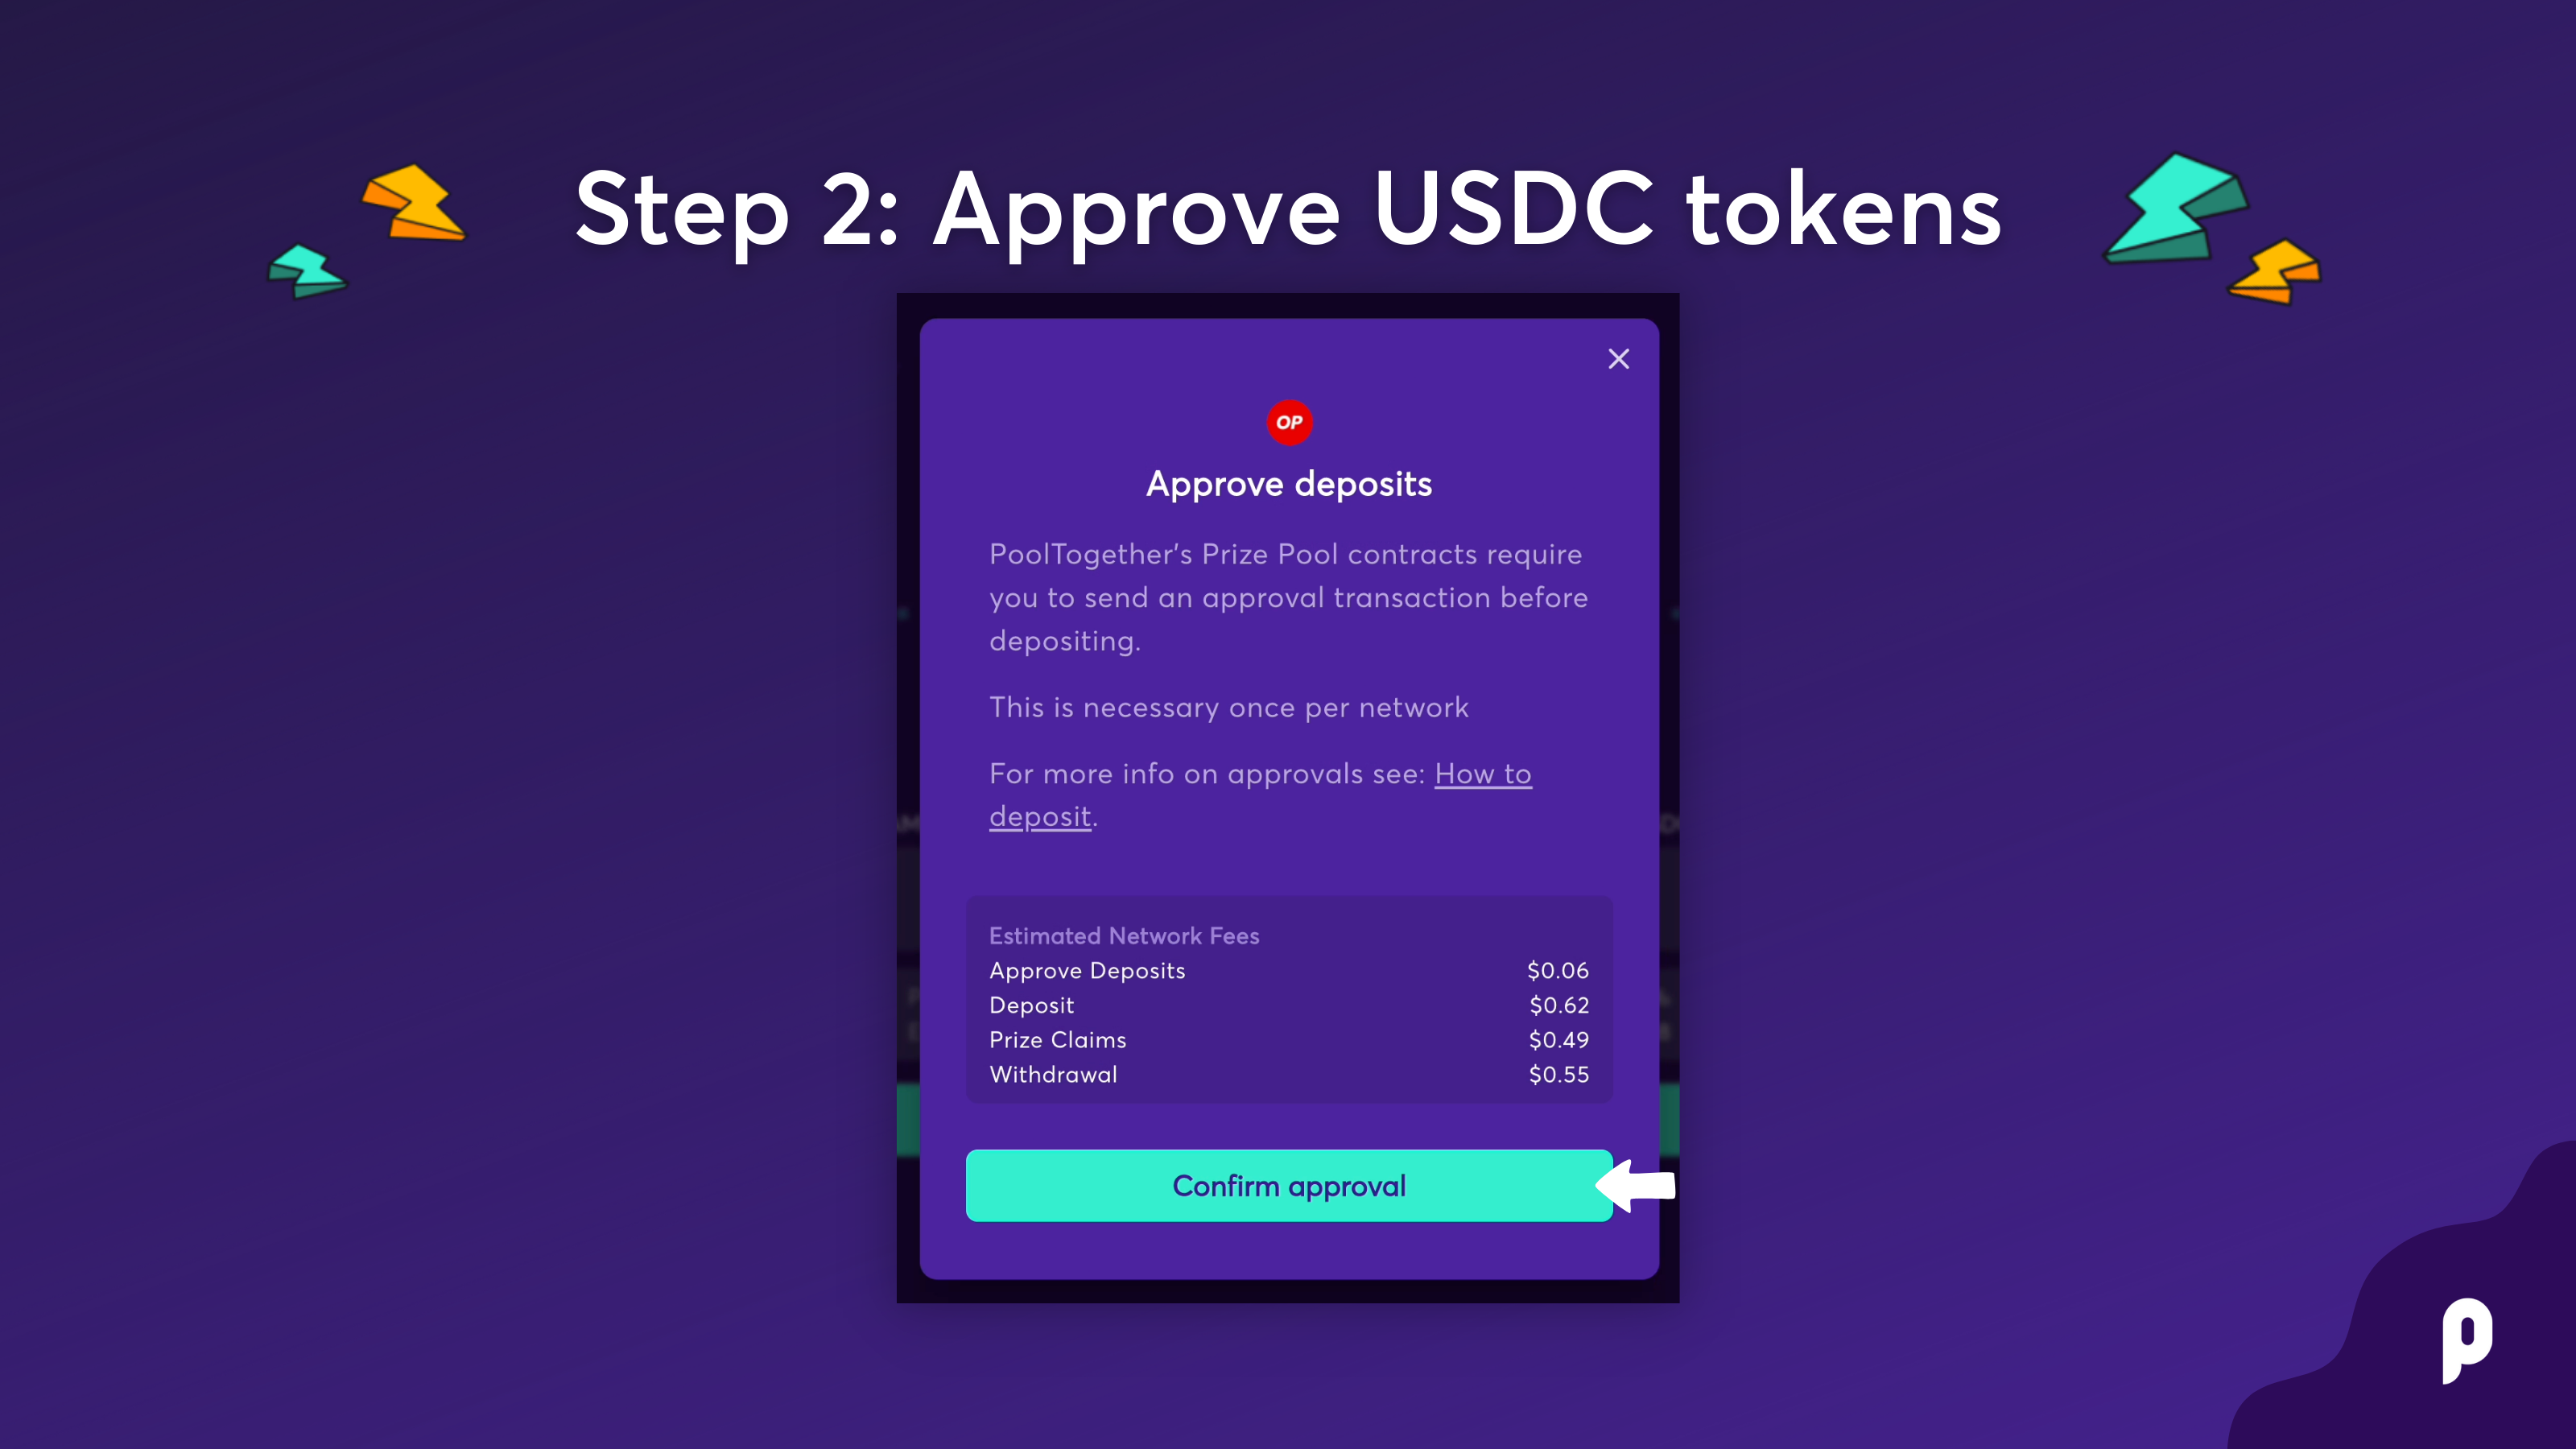 Step 2: Approve USDC tokens
OP
Approve deposits
PoolTogether's Prize Pool contracts require
you to send an approval transaction before
depositing.
This is necessary once per network
For more info on approvals see: How to
deposit.
Estimated Network Fees
Approve Deposits $0.06
Deposit $0.62
Prize Claims $0.49
Withdrawal $0.55
Confirm approval